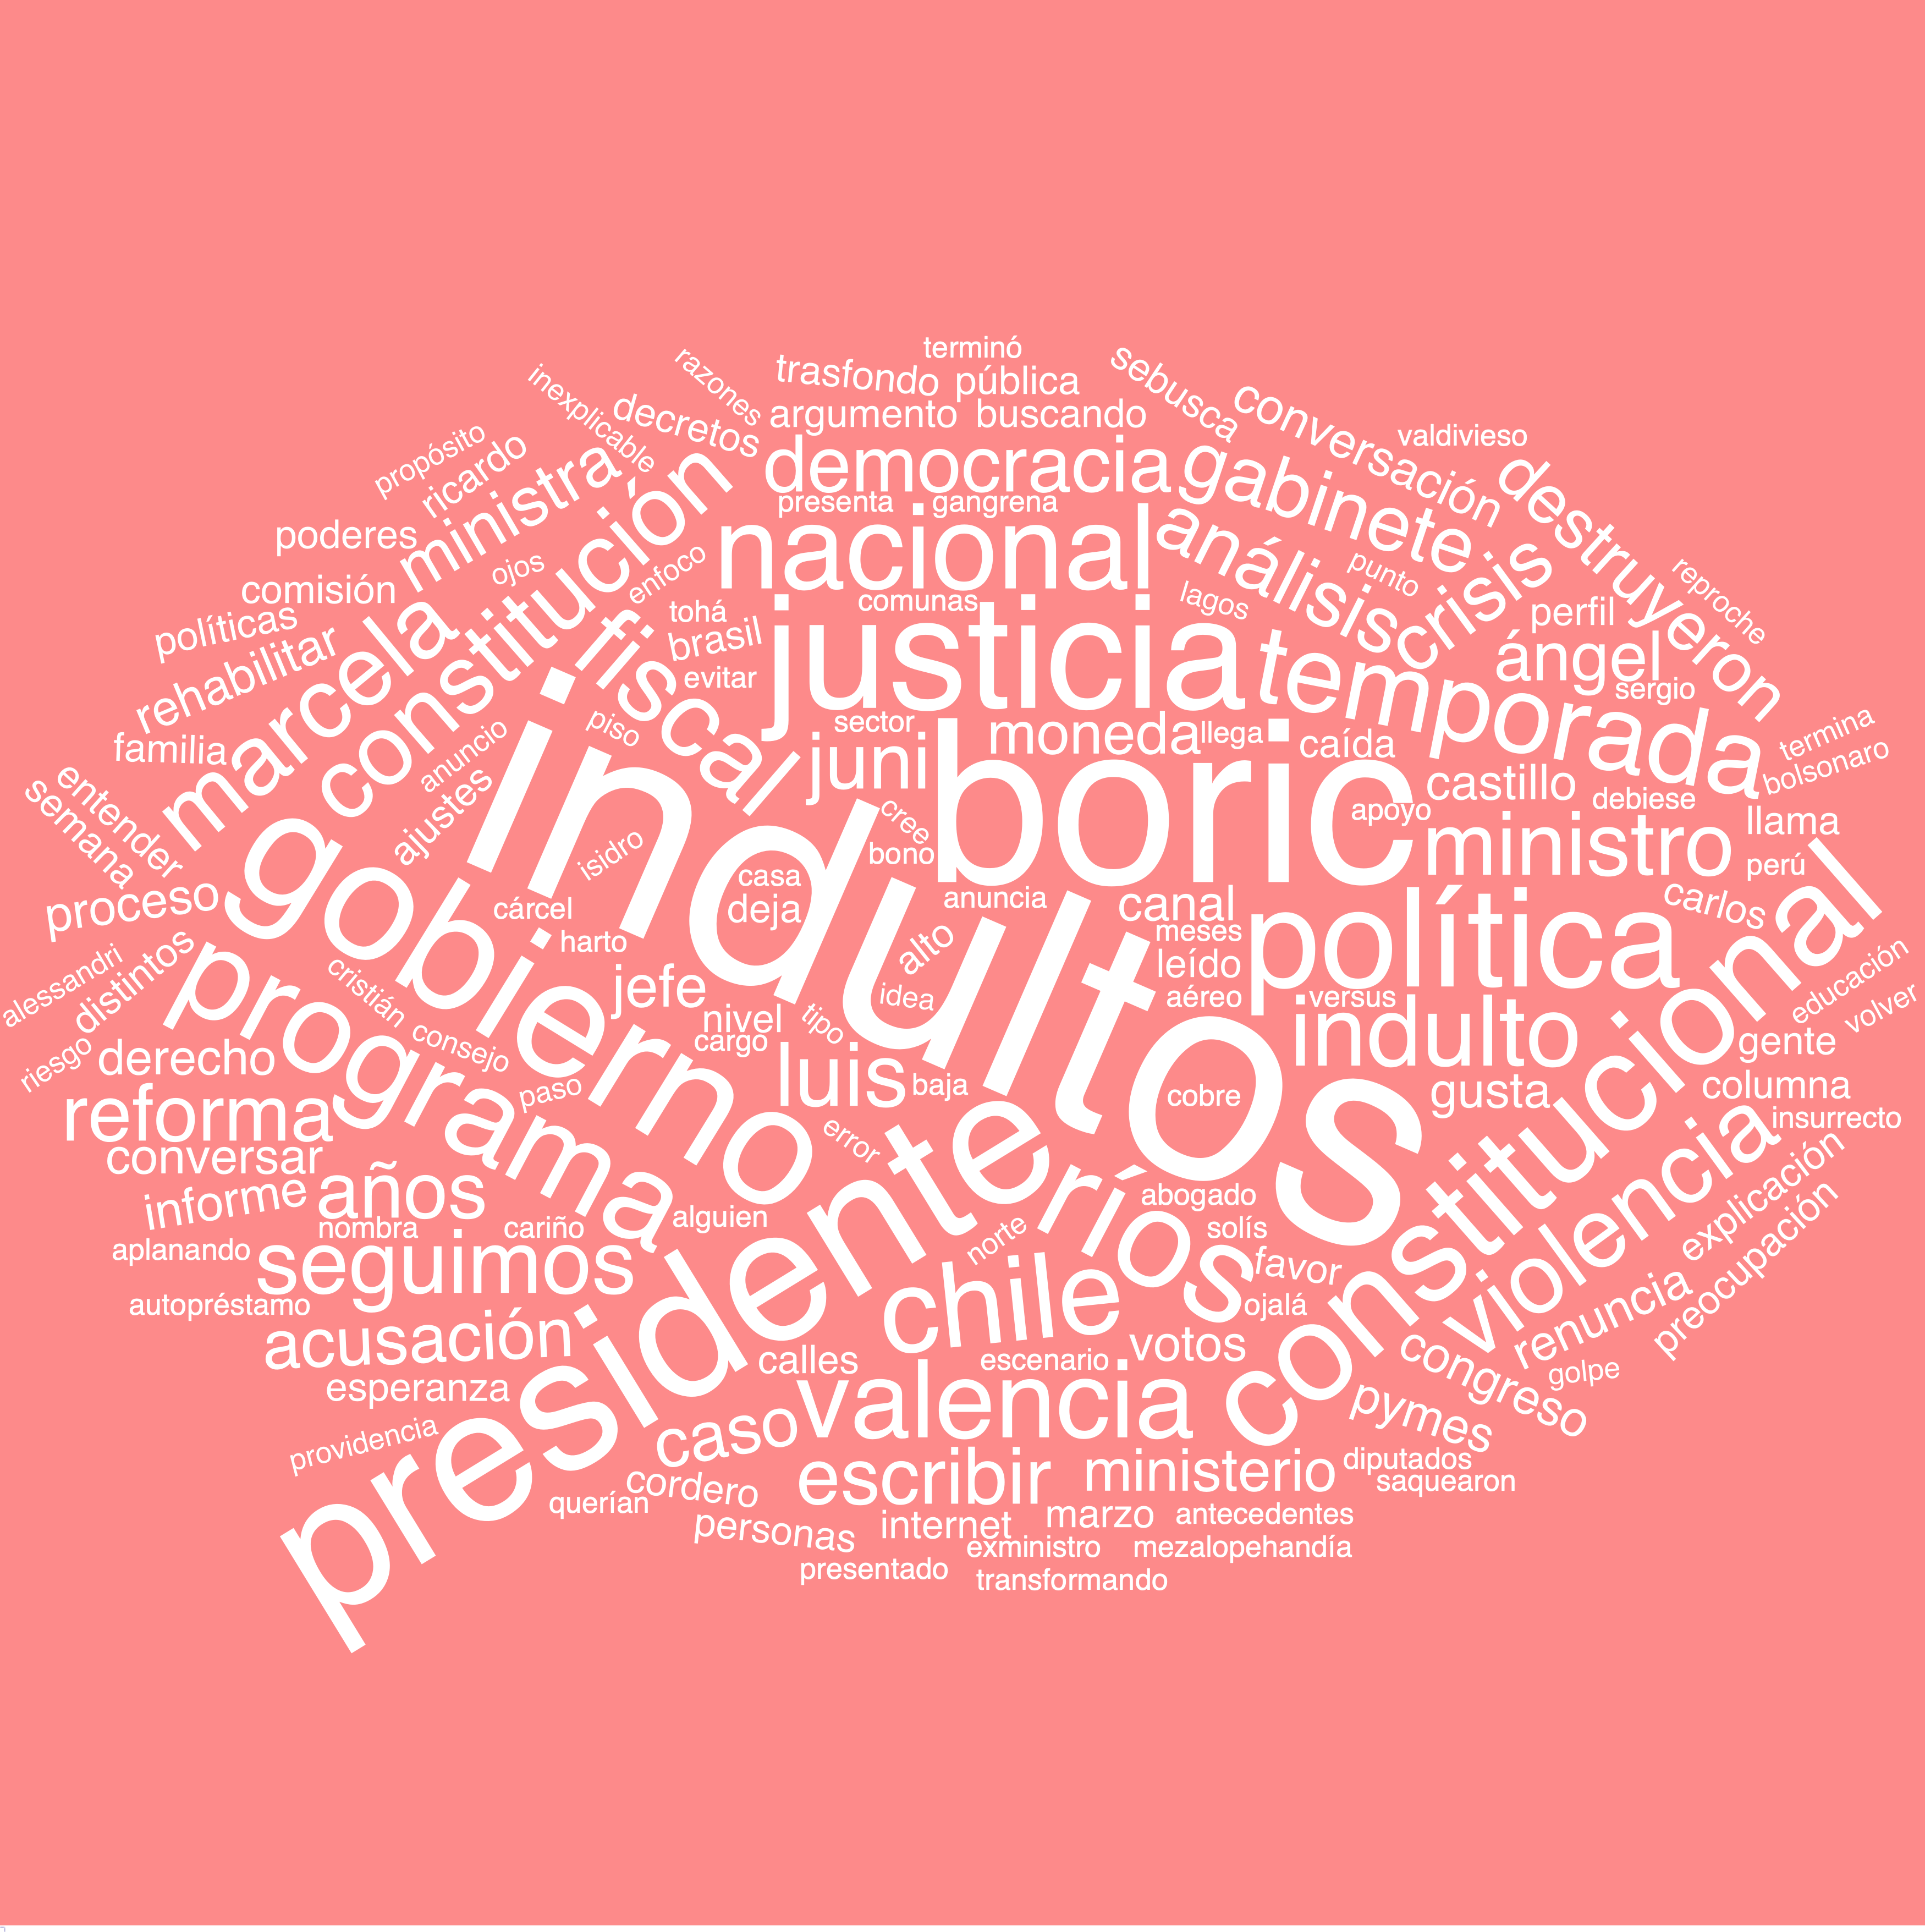 terminó
trasfondo
pública
razones
inexplicable
decretos
argumento
buscando
sebusca
conversación
valdivieso
propósito
ricardo
ministra
democracia
gabinete
destruyeron
presenta
gangrena
poderes
constitución
nacional
análisis
crisis
ojos
enfoco
punto
reproche
comisión
políticas
tohá
comunas
lagos
perfil
rehabilitar
marcela
fiscal
brasil
justicia
temporada
ángel
evitar
sergio
familia
anuncio
piso
sector
moneda
llega
caída
termina
bolsonaro
juni
boric
castillo
debiese
semana
entender
ajustes
isidro
cree
bono
apoyo
ministro
llama
perú
gobierno
indultos
casa
proceso
cárcel
deja
anuncia
canal
carlos
alessandri
distintos
harto
alto
meses
política
educación
cristián
jefe
idea
leído
aéreo
versus
volver
riesgo
derecho
programa
consejo
nivel
cargo
tipo
indulto
constitucional
gente
paso
luis
baja
cobre
gusta
columna
reforma
insurrecto
conversar
error
violencia
explicación
informe
años
ministerios
abogado
preocupación
nombra
cariño
alguien
norte
solís
aplanando
seguimos
presidente
chile
favor
autopréstamo
ojalá
renuncia
acusación
calles
escenario
votos
congreso
golpe
esperanza
valencia
pymes
providencia
caso
cordero
escribir
ministerio
diputados
saquearon
querían
personas
internet
marzo
antecedentes
exministro
mezalopehandía
presentado
transformando